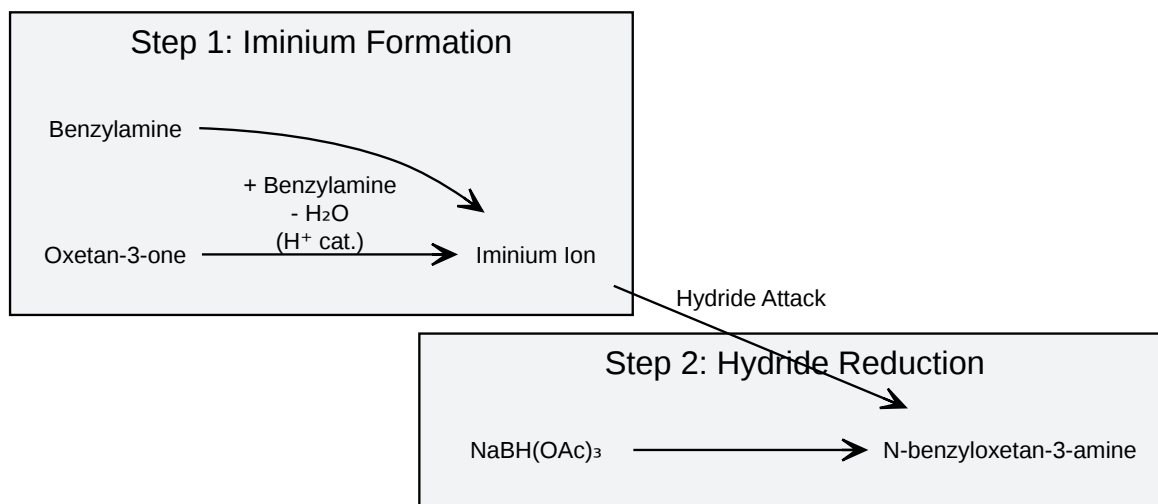 Step 1: Iminium Formation
Benzylamine
+ Benzylamine
- H₂O
(H⁺ cat.)
Oxetan-3-one
Iminium Ion
Hydride Attack
Step 2: Hydride Reduction
NaBH(OAc)₃
N-benzyloxetan-3-amine